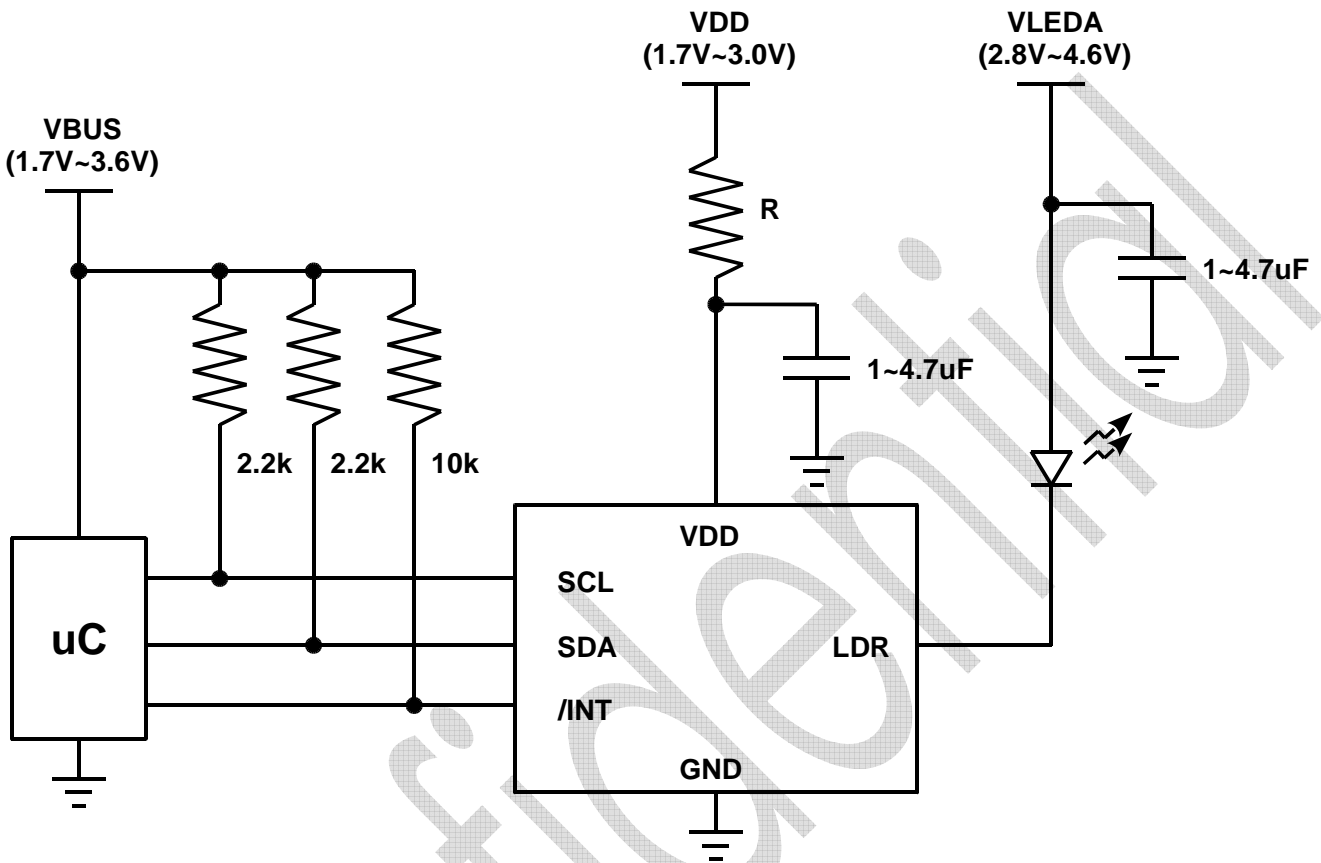 VDD
(1.7V~3.0V)
VLEDA
(2.8V~4.6V)
VBUS
(1.7V~3.6V)
R
1~4.7uF
1~4.7uF
2.2k
2.2k
10k
VDD
SCL
uC
SDA
LDR
/INT
GND
fidential